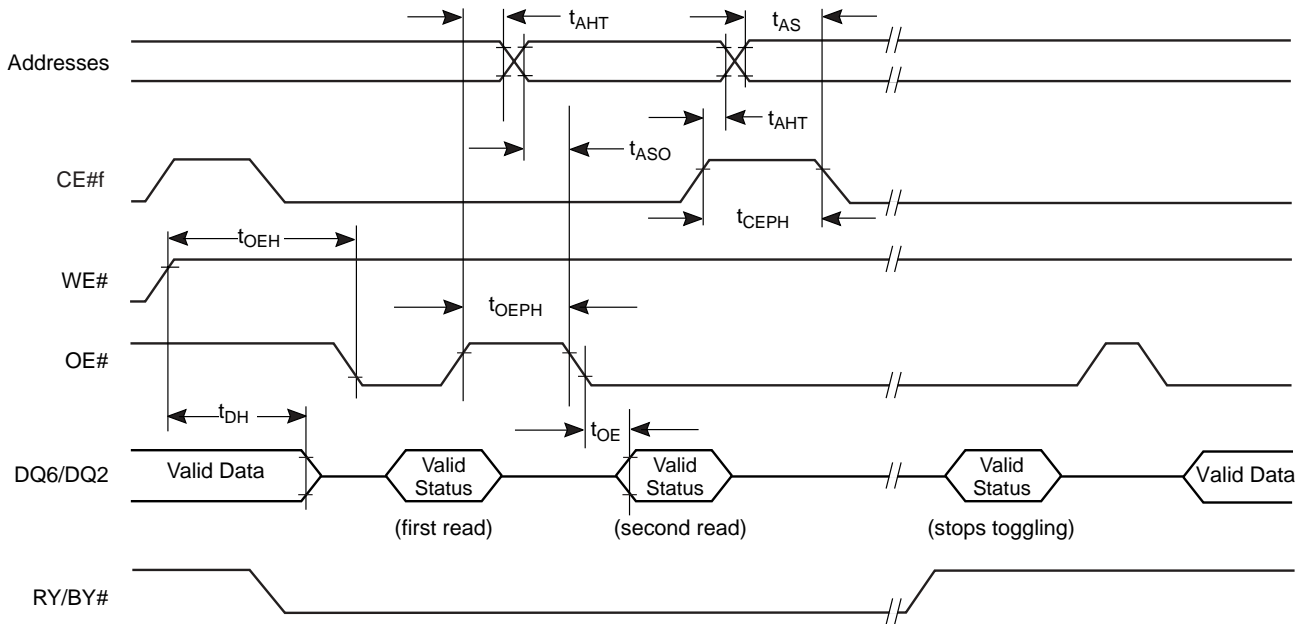 tAHT
tAS
Addresses
tAHT
tASO
CE#f
tCEPH
tOEH
WE#
tOEPH
OE#
tDH
tOE
DQ6/DQ2
Valid Data
Valid
Status
Valid
Status
Valid
Status
Valid Data
(first read)
(second read)
(stops toggling)
RY/BY#